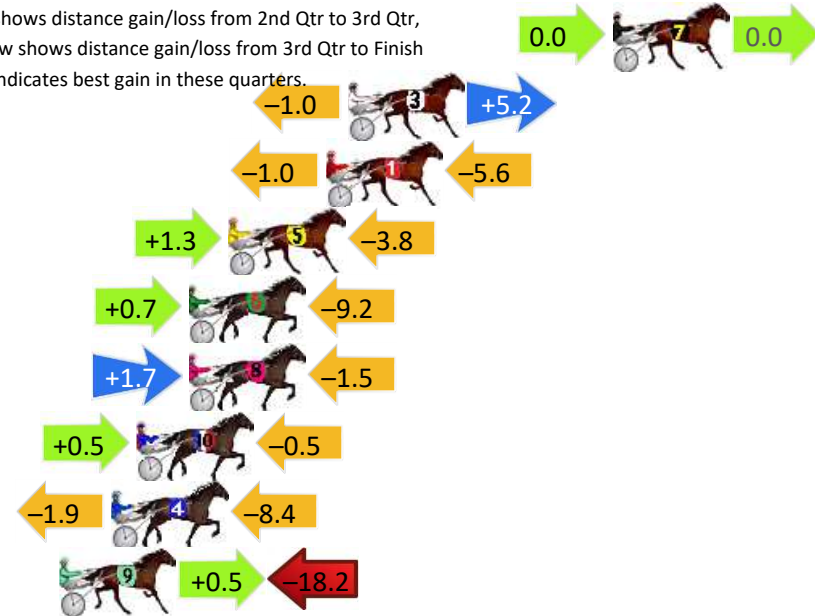 hows distance gain/loss from 2nd Qtr to 3rd Qtr,
0.0 7 0.0
w shows distance gain/loss from 3rd Qtr to Finish
ndicates best gain in these quarters.
–1.0 3 +5.2
–1.0 1 –5.6
+1.3 5 –3.8
+0.7 –9.2
+1.7 8 –1.5
+0.5 10 –0.5
–1.9 4 –8.4
9 +0.5 –18.2